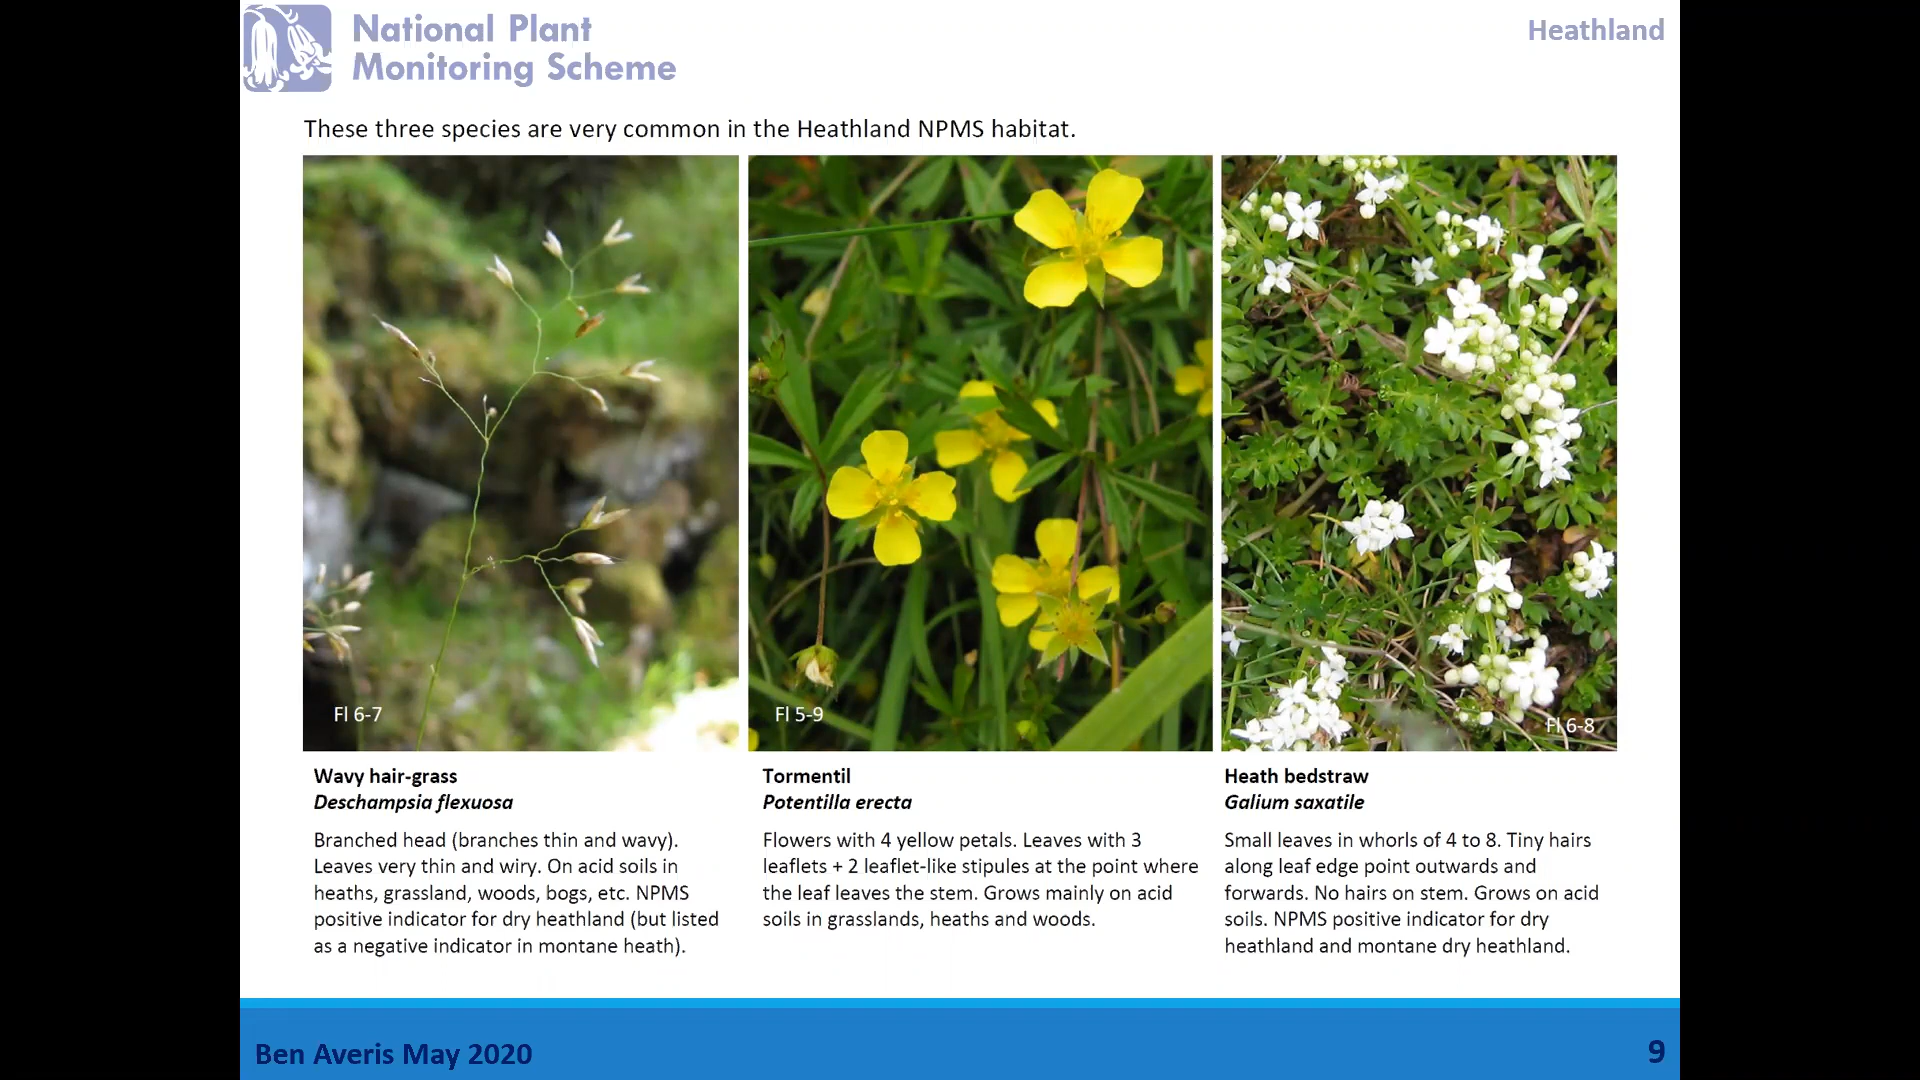 National Plant
Monitoring Scheme
Heathland
These three species are very common in the Heathland NPMS habitat.
Fl 6-7
Fl 5-9
Fl 6-8
Wavy hair-grass
Deschampsia flexuosa
Branched head (branches thin and wavy).
Leaves very thin and wiry. On acid soils in
heaths, grassland, woods, bogs, etc. NPMS
positive indicator for dry heathland (but listed
as a negative indicator in montane heath).
Tormentil
Potentilla erecta
Flowers with 4 yellow petals. Leaves with 3
leaflets + 2 leaflet-like stipules at the point where
the leaf leaves the stem. Grows mainly on acid
soils in grasslands, heaths and woods.
Heath bedstraw
Galium saxatile
Small leaves in whorls of 4 to 8. Tiny hairs
along leaf edge point outwards and
forwards. No hairs on stem. Grows on acid
soils. NPMS positive indicator for dry
heathland and montane dry heathland.
Ben Averis May 2020
9